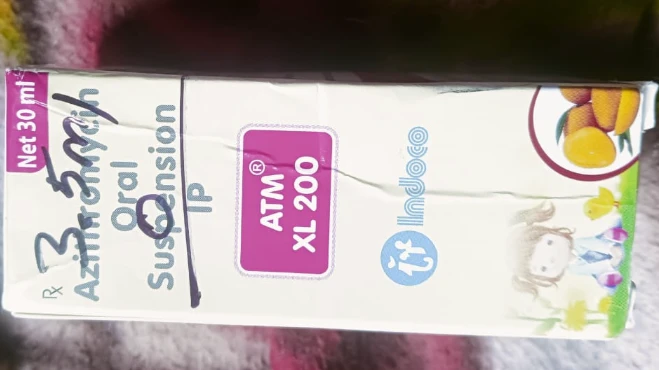 Net 30 ml
Rx
3.5ml
Azithromycin
Oral
Suspension
IP
ATM®
XL 200
Indoco